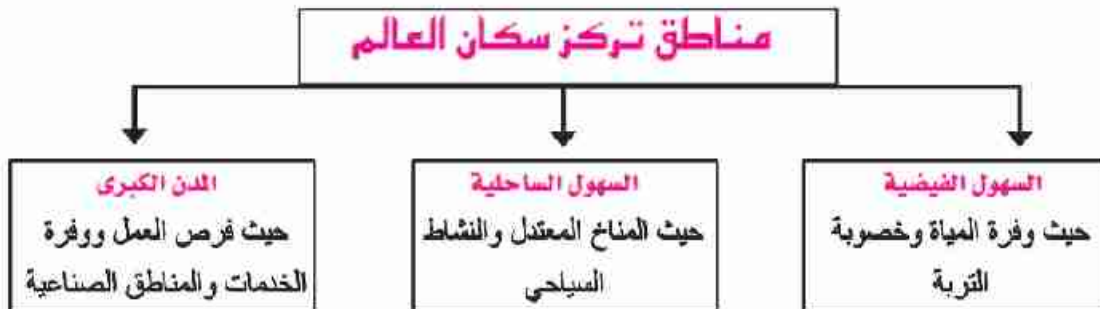 مناطق تركز سكان العالم
السهول الفيضية
حيث وفرة المياة وخصوبة
التربة
السهول الساحلية
حيث المناخ المعتدل والنشاط
السياحي
المدن الكبرى
حيث فرص العمل ووفرة
الخدمات والمناطق الصناعية